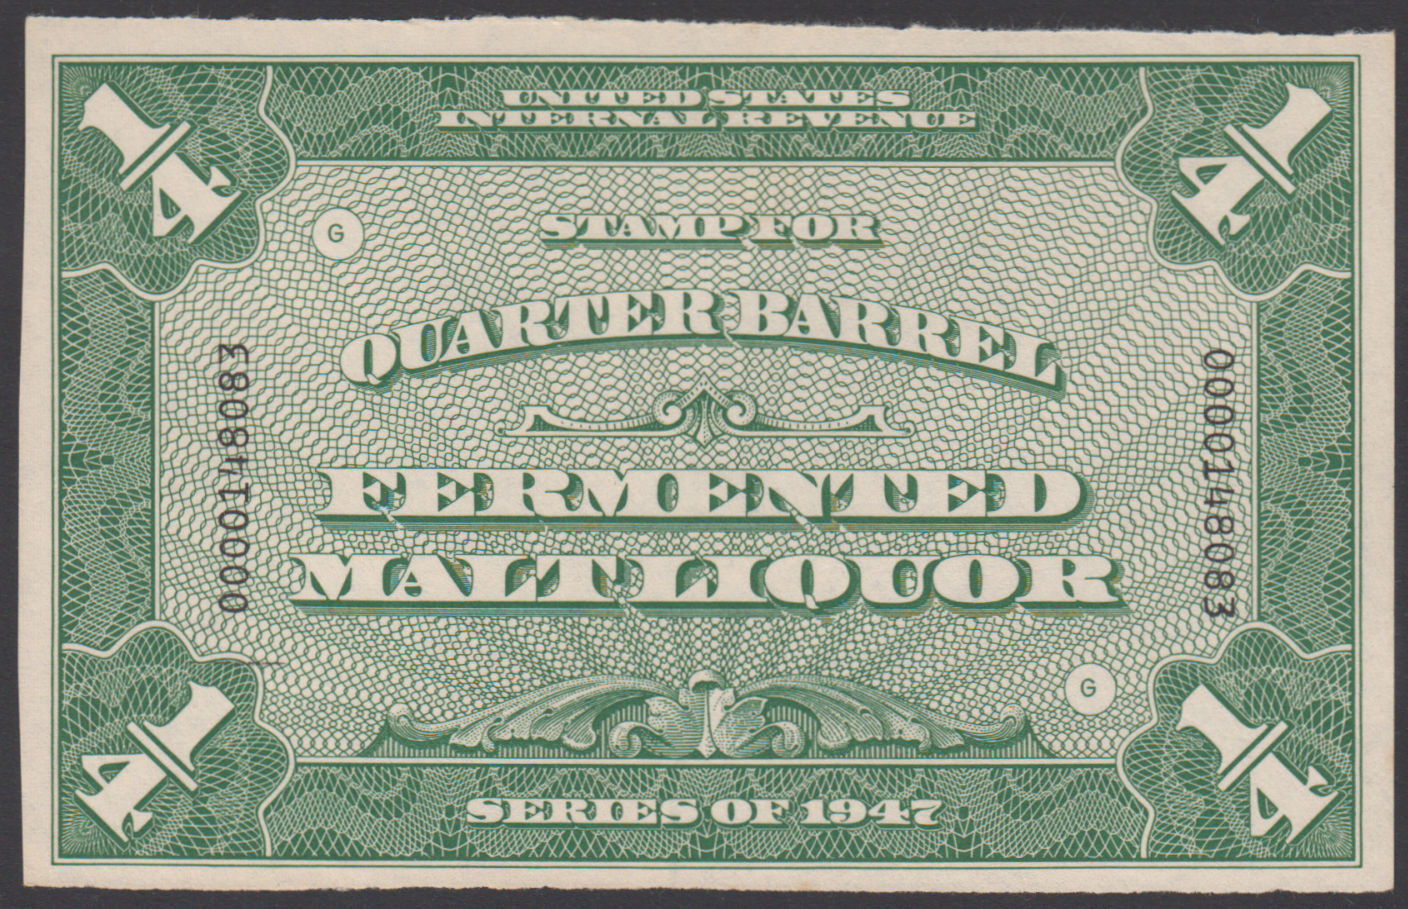 1/4
UNITED STATES
INTERNAL REVENUE
1/4
STAMP FOR
G
QUARTER BARREL
0000148083
0000148083
FERMENTED
MALT LIQUOR
G
1/4
SERIES OF 1947
1/4